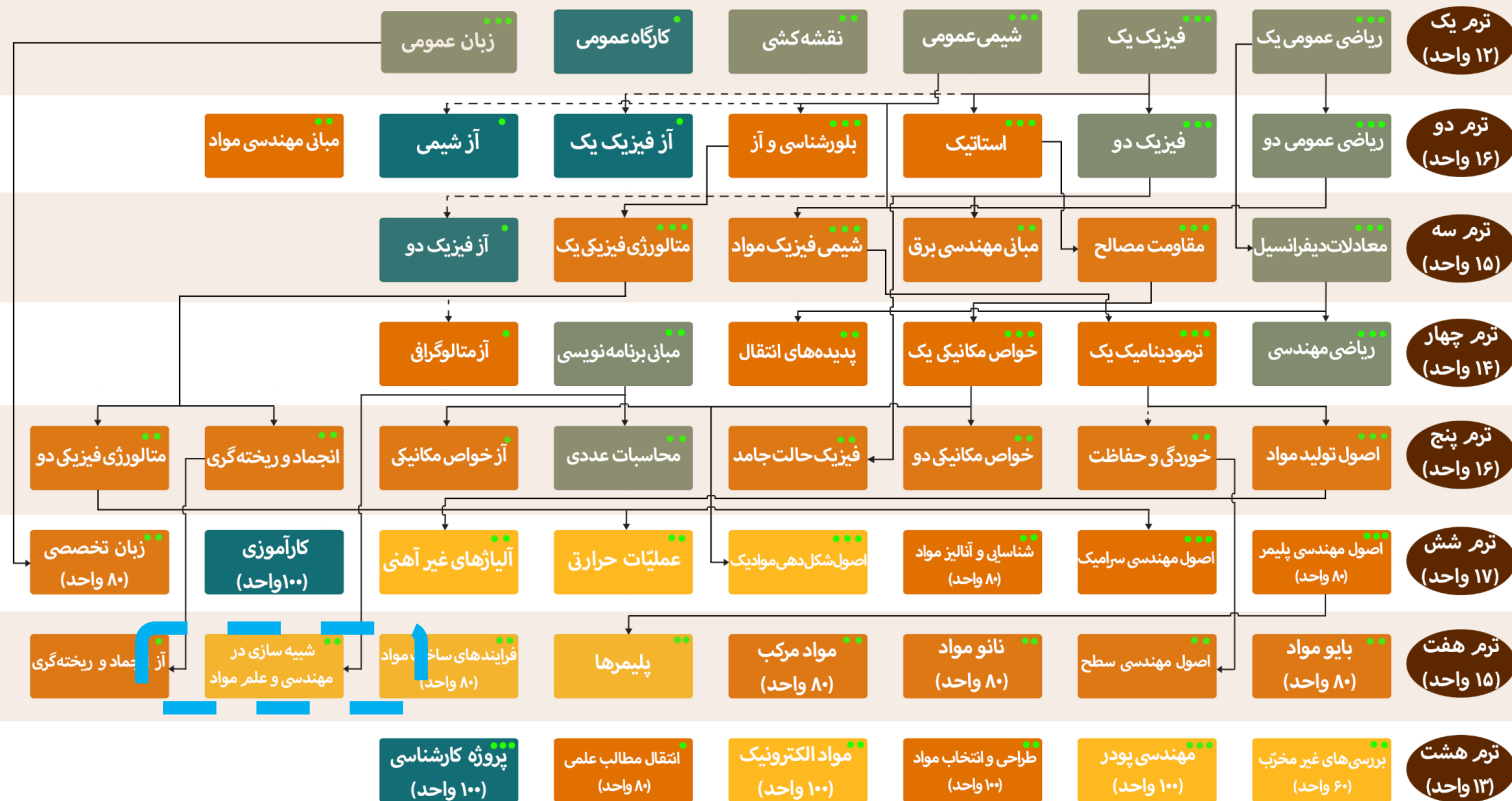 ترم یک
(۱۲ واحد)
ریاضی عمومی یک
فیزیک یک
شیمی عمومی
نقشه کشی
کارگاه عمومی
زبان عمومی
ترم دو
(۱۶ واحد)
ریاضی عمومی دو
فیزیک دو
استاتیک
بلورشناسی و آز
آز فیزیک یک
آز شیمی
مبانی مهندسی مواد
ترم سه
(۱۵ واحد)
معادلات دیفرانسیل
مقاومت مصالح
مبانی مهندسی برق
شیمی فیزیک مواد
متالورژی فیزیکی یک
آز فیزیک دو
ترم چهار
(۱۴ واحد)
ریاضی مهندسی
ترمودینامیک یک
خواص مکانیکی یک
پدیده‌های انتقال
مبانی برنامه نویسی
آز متالوگرافی
ترم پنج
(۱۶ واحد)
اصول تولید مواد
خوردگی و حفاظت
خواص مکانیکی دو
فیزیک حالت جامد
محاسبات عددی
آز خواص مکانیکی
انجماد و ریخته گری
متالورژی فیزیکی دو
ترم شش
(۱۷ واحد)
اصول مهندسی پلیمر
(۸۰ واحد)
اصول مهندسی سرامیک
شناسایی و آنالیز مواد
(۸۰ واحد)
اصول شکل دهی موادیک
عملیّات حرارتی
آلیاژهای غیر آهنی
کارآموزی
(۱۰۰واحد)
زبان تخصصی
(۸۰ واحد)
ترم هفت
(۱۵ واحد)
بایو مواد
(۸۰ واحد)
اصول مهندسی سطح
نانو مواد
(۸۰ واحد)
مواد مرکب
(۸۰ واحد)
پلیمرها
فرایندهای ساخت مواد
(۸۰ واحد)
شبیه سازی در
مهندسی و علم مواد
آز انجماد و ریخته‌گری
ترم هشت
(۱۳ واحد)
بررسی‌های غیر مخرّب
(۶۰ واحد)
مهندسی پودر
(۱۰۰ واحد)
طراحی و انتخاب مواد
(۱۰۰ واحد)
مواد الکترونیک
(۱۰۰ واحد)
انتقال مطالب علمی
(۸۰ واحد)
پروژه کارشناسی
(۱۰۰ واحد)